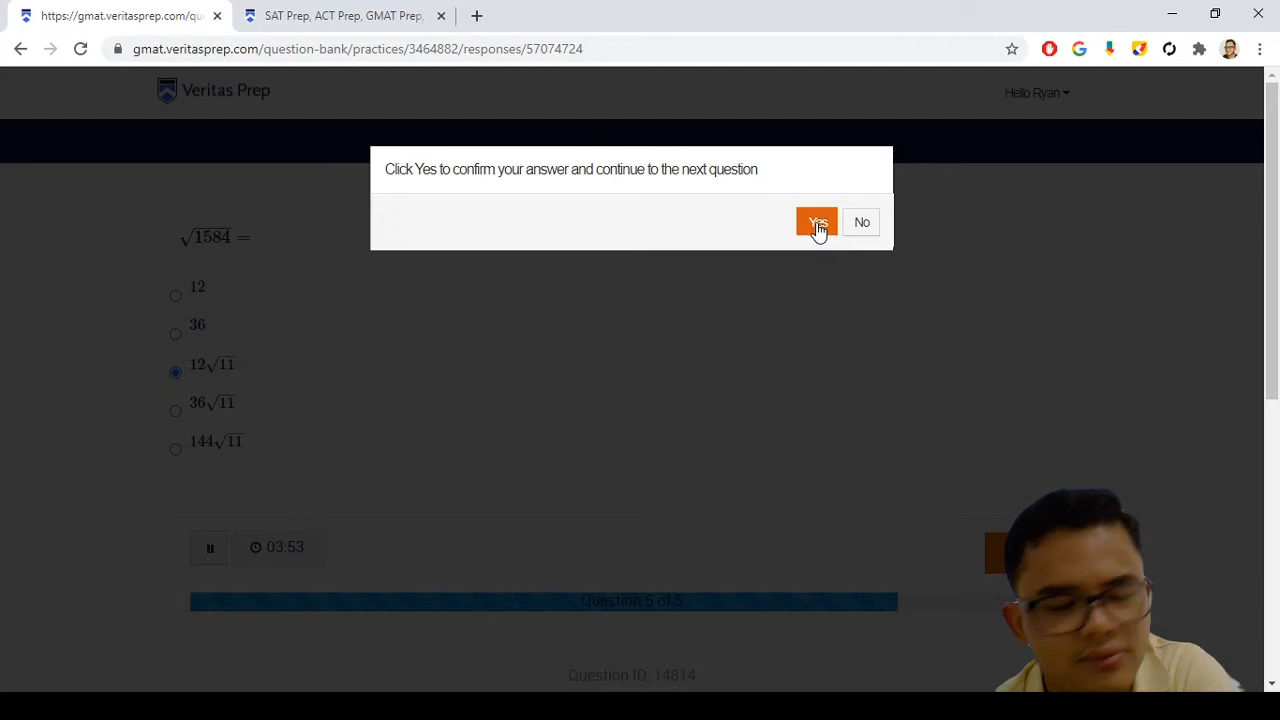 https://gmat.veritasprep.com/qu
SAT Prep, ACT Prep, GMAT Prep,
gmat.veritasprep.com/question-bank/practices/3464882/responses/57074724
Veritas Prep
Hello Ryan
Click Yes to confirm your answer and continue to the next question
Yes
No
√1584 =
12
36
12√11
36√11
144√11
03:53
Question 5 of 5
Question ID: 14814